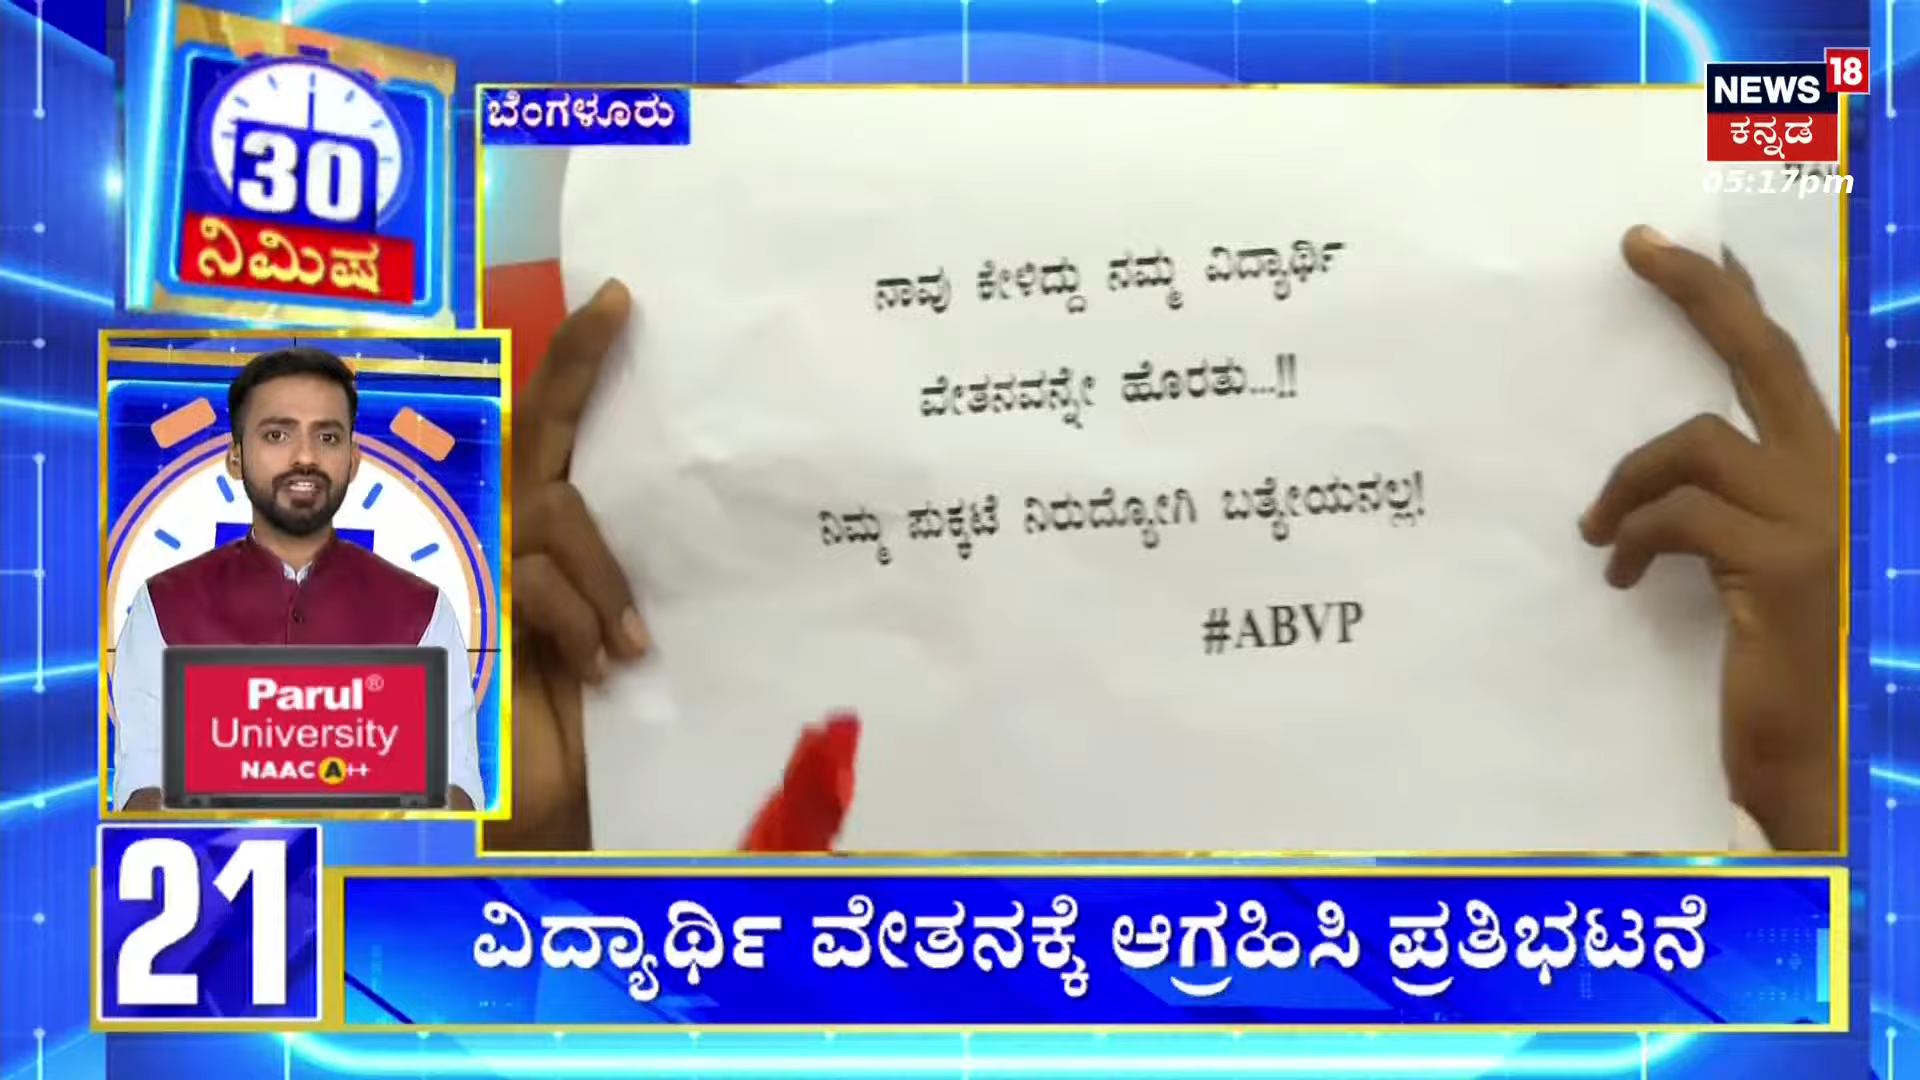 30
ನಿಮಿಷ
ಬೆಂಗಳೂರು
NEWS 18
ಕನ್ನಡ
05:17pm
ನಾವು ಕೇಳಿದ್ದು ನಮ್ಮ ವಿದ್ಯಾರ್ಥಿ
ವೇತನವನ್ನೇ ಹೊರತು...!!
ನಿಮ್ಮ ಪುಕ್ಕಟೆ ನಿರುದ್ಯೋಗಿ ಬತ್ಯೇಯನಲ್ಲ!
#ABVP
Parul®
University
NAAC A++
21
ವಿದ್ಯಾರ್ಥಿ ವೇತನಕ್ಕೆ ಆಗ್ರಹಿಸಿ ಪ್ರತಿಭಟನೆ